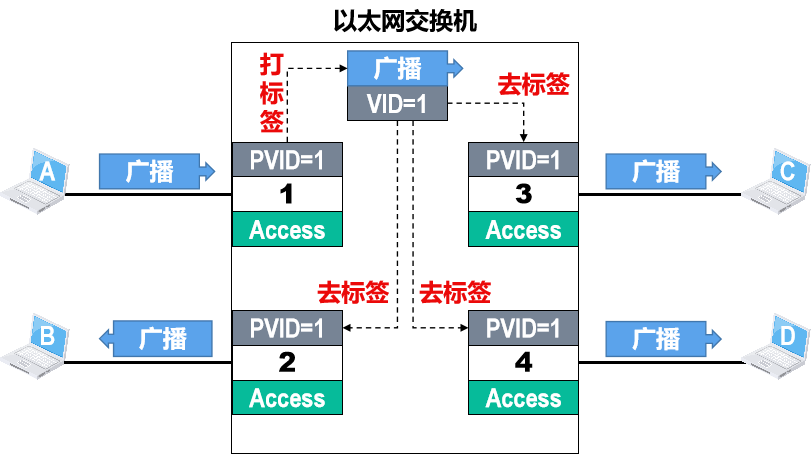 以太网交换机
打
标
签
广播
VID=1
去标签
PVID=1
1
Access
A
广播
PVID=1
3
Access
广播
C
去标签
去标签
B
广播
PVID=1
2
Access
PVID=1
4
Access
广播
D